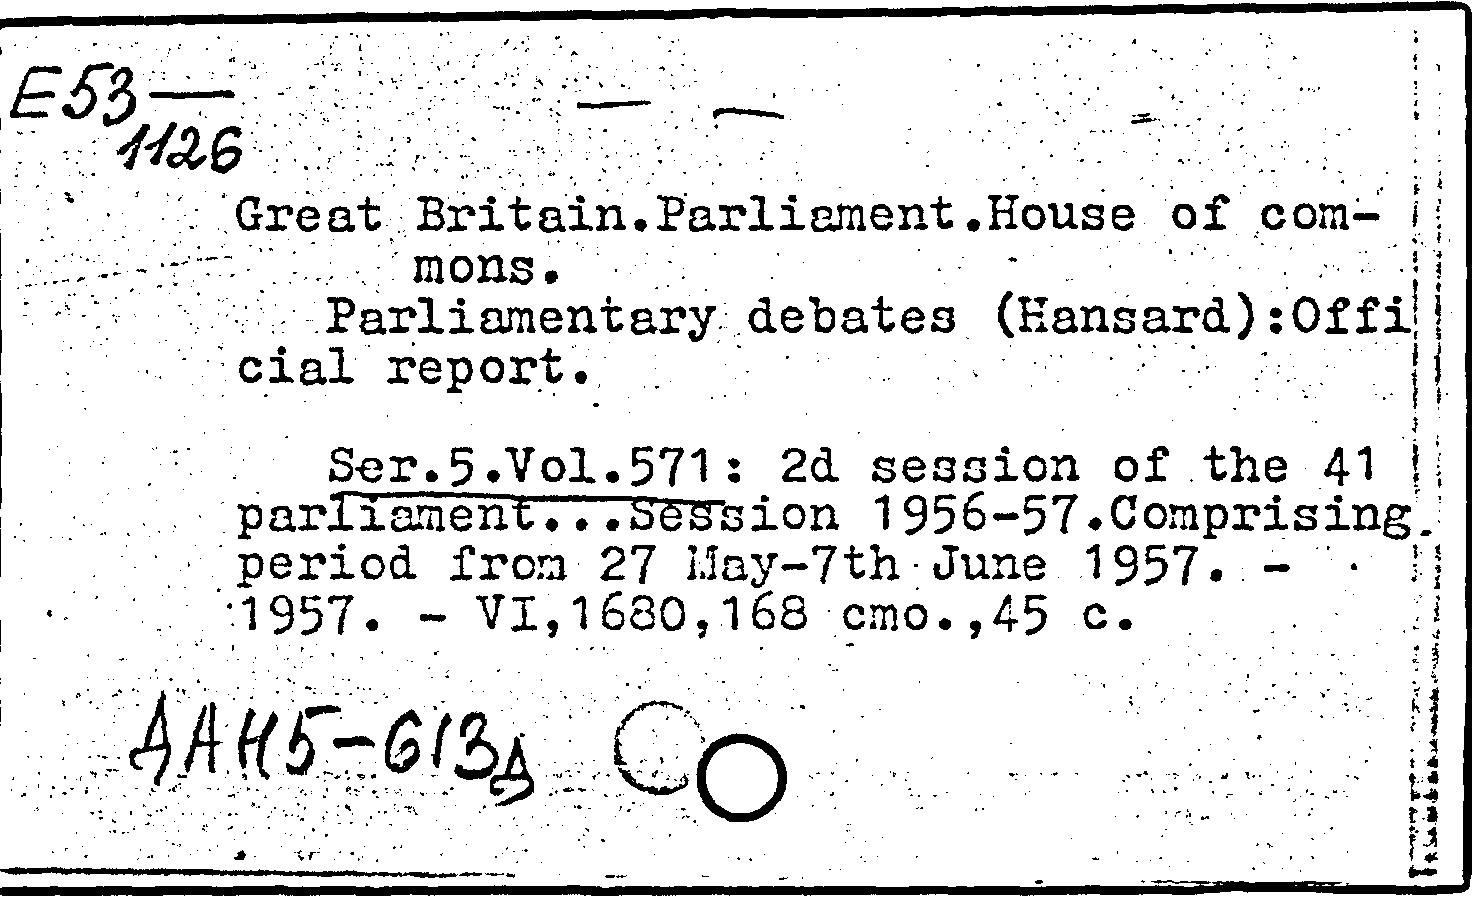 E53—
1126
Great Britain.Parliament.House of com-
mons.
Parliamentary debates (Hansard):Offi
cial report.
Ser.5.Vol.571: 2d session of the 41
parliament...Session 1956-57.Comprising
period from 27 May-7th June 1957. -
1957. - VI,1680,168 cmo.,45 c.
ДАН5-613д